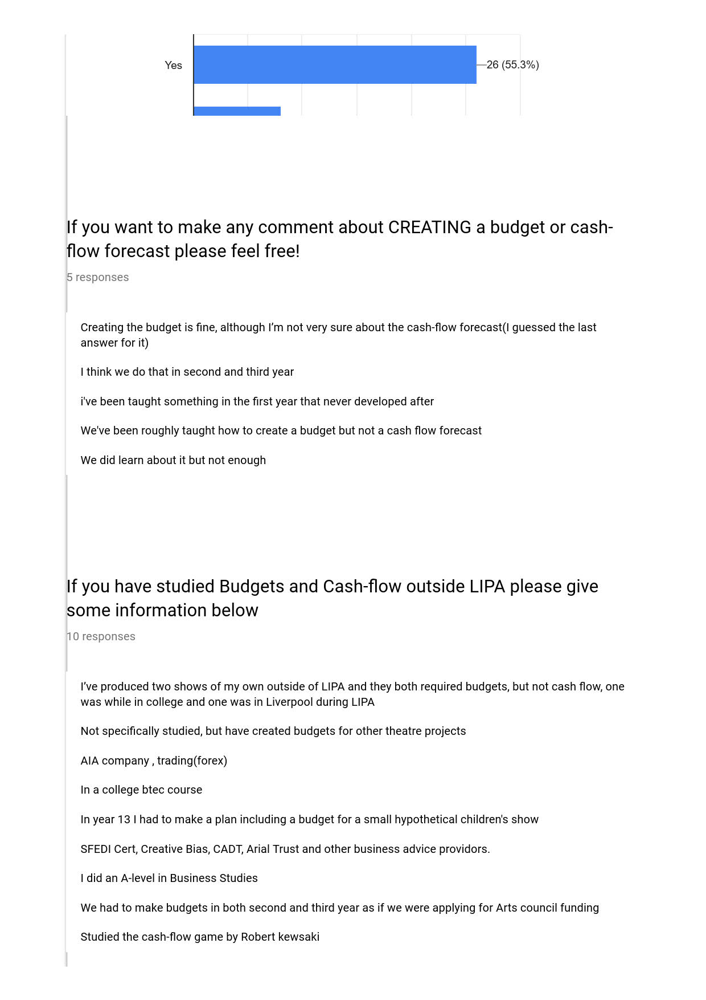 Yes
26 (55.3%)
If you want to make any comment about CREATING a budget or cash-
flow forecast please feel free!
5 responses
Creating the budget is fine, although I’m not very sure about the cash-flow forecast(I guessed the last
answer for it)
I think we do that in second and third year
i've been taught something in the first year that never developed after
We've been roughly taught how to create a budget but not a cash flow forecast
We did learn about it but not enough
If you have studied Budgets and Cash-flow outside LIPA please give
some information below
10 responses
I’ve produced two shows of my own outside of LIPA and they both required budgets, but not cash flow, one
was while in college and one was in Liverpool during LIPA
Not specifically studied, but have created budgets for other theatre projects
AIA company , trading(forex)
In a college btec course
In year 13 I had to make a plan including a budget for a small hypothetical children's show
SFEDI Cert, Creative Bias, CADT, Arial Trust and other business advice providors.
I did an A-level in Business Studies
We had to make budgets in both second and third year as if we were applying for Arts council funding
Studied the cash-flow game by Robert kewsaki